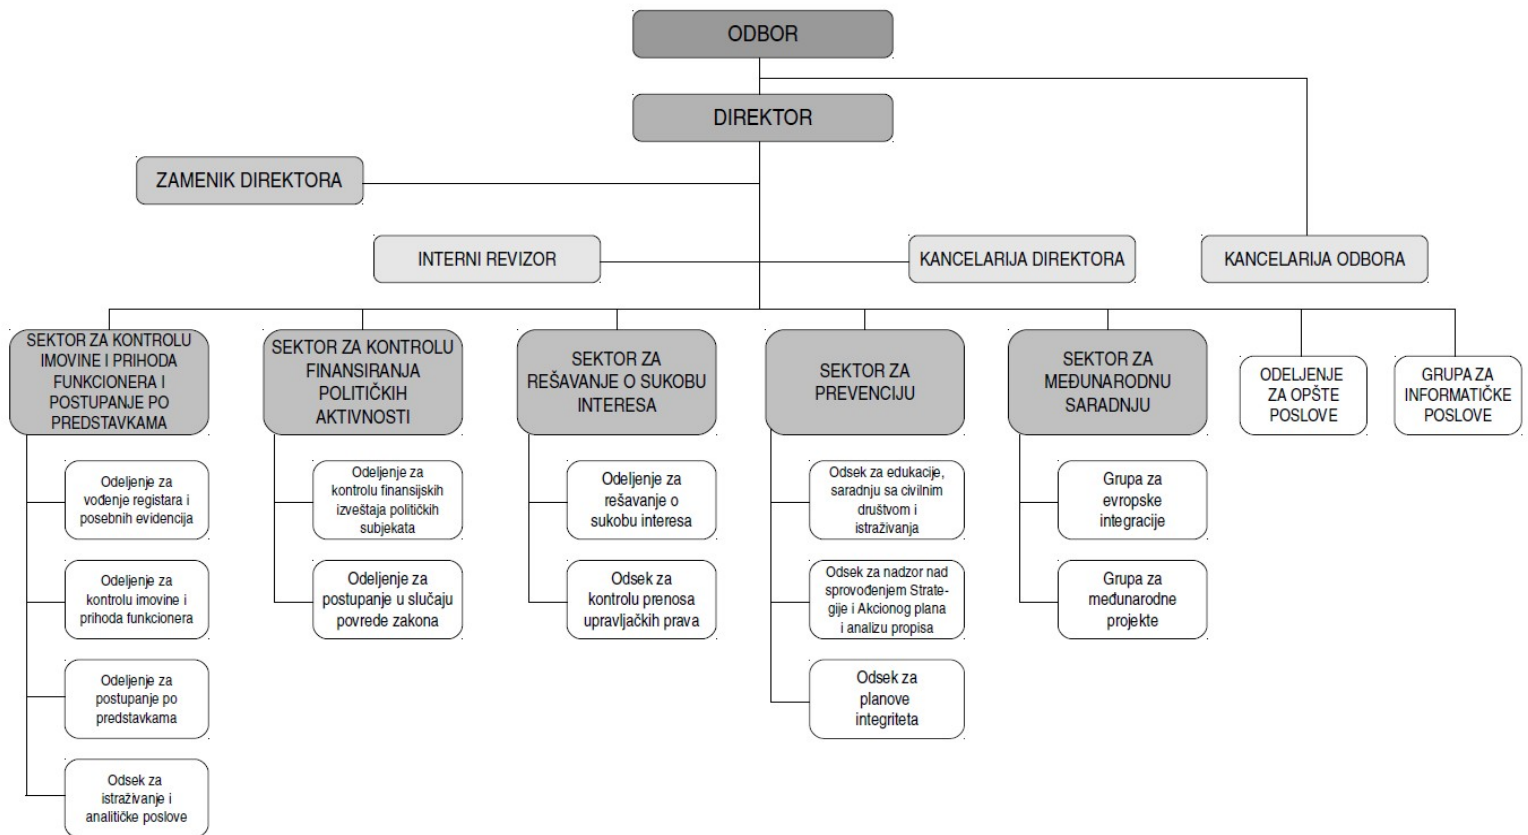 ODBOR
DIREKTOR
ZAMENIK DIREKTORA
INTERNI REVIZOR
KANCELARIJA DIREKTORA
KANCELARIJA ODBORA
SEKTOR ZA KONTROLU
IMOVINE I PRIHODA
FUNKCIONERA I
POSTUPANJE PO
PREDSTAVKAMA
SEKTOR ZA KONTROLU
FINANSIRANJA
POLITIČKIH
AKTIVNOSTI
SEKTOR ZA
REŠAVANJE O SUKOBU
INTERESA
SEKTOR ZA
PREVENCIJU
SEKTOR ZA
MEĐUNARODNU
SARADNJU
ODELJENJE
ZA OPŠTE
POSLOVE
GRUPA ZA
INFORMATIČKE
POSLOVE
Odeljenje za
vođenje registara i
posebnih evidencija
Odeljenje za
kontrolu imovine i
prihoda funkcionera
Odeljenje za
postupanje po
predstavkama
Odsek za
istraživanje i
analitičke poslove
Odeljenje za
kontrolu finansijskih
izveštaja političkih
subjekata
Odeljenje za
postupanje u slučaju
povrede zakona
Odeljenje za
rešavanje o
sukobu interesa
Odsek za
kontrolu prenosa
upravljačkih prava
Odsek za edukacije,
saradnju sa civilnim
društvom i
istraživanja
Odsek za nadzor nad
sprovođenjem Strate-
gije i Akcionog plana
i analizu propisa
Odsek za
planove
integriteta
Grupa za
evropske
integracije
Grupa za
međunarodne
projekte